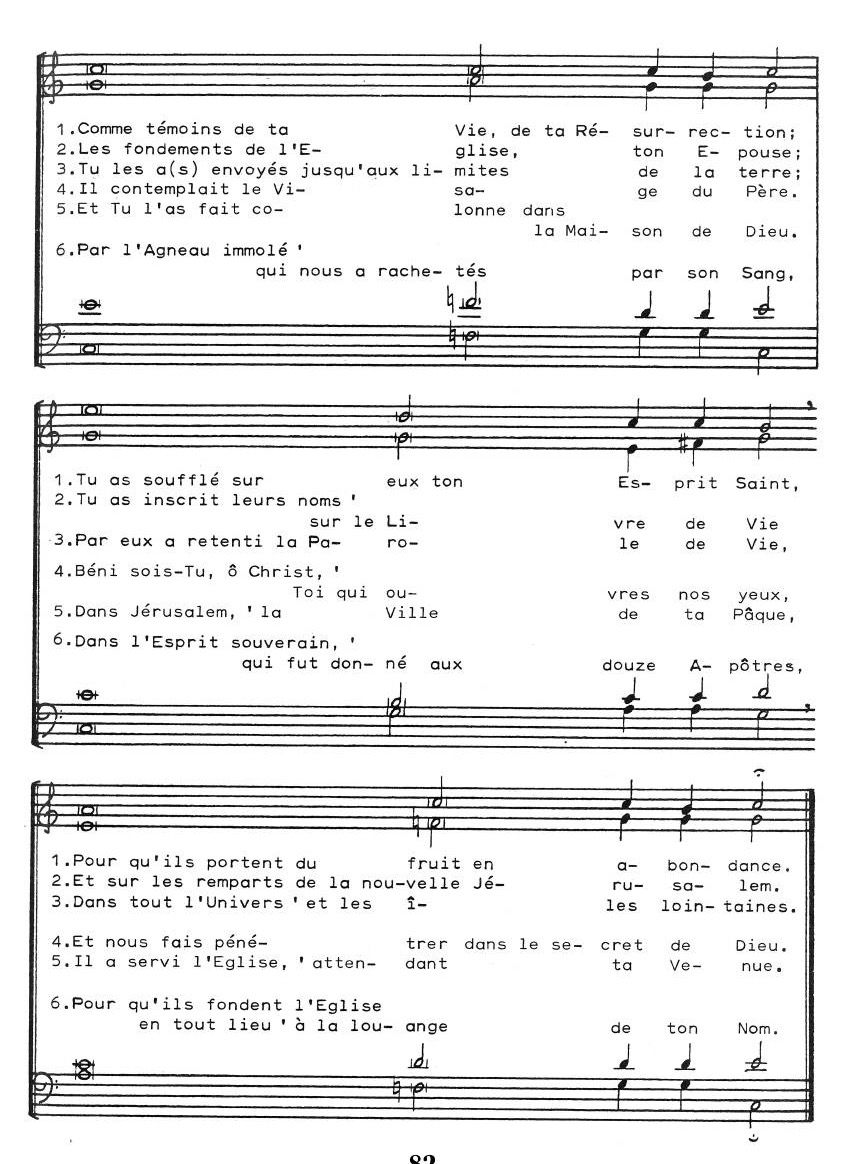 1.Comme témoins de ta Vie, de ta Ré- sur- rec- tion;
2.Les fondements de l'E- glise, ton E- pouse;
3.Tu les a(s) envoyés jusqu'aux li- mites de la terre;
4.Il contemplait le Vi- sa- ge du Père.
5.Et Tu l'as fait co- lonne dans
la Mai- son de Dieu.
6.Par l'Agneau immolé '
qui nous a rache- tés par son Sang,
1.Tu as soufflé sur eux ton Es- prit Saint,
2.Tu as inscrit leurs noms '
sur le Li- vre de Vie
3.Par eux a retenti la Pa- ro- le de Vie,
4.Béni sois-Tu, ô Christ, '
Toi qui ou- vres nos yeux,
5.Dans Jérusalem, ' la Ville de ta Pâque,
6.Dans l'Esprit souverain, '
qui fut don- né aux douze A- pôtres,
1.Pour qu'ils portent du fruit en a- bon- dance.
2.Et sur les remparts de la nou-velle Jé- ru- sa- lem.
3.Dans tout l'Univers ' et les î- les loin- taines.
4.Et nous fais péné- trer dans le se- cret de Dieu.
5.Il a servi l'Eglise, ' atten- dant ta Ve- nue.
6.Pour qu'ils fondent l'Eglise
en tout lieu ' à la lou- ange de ton Nom.